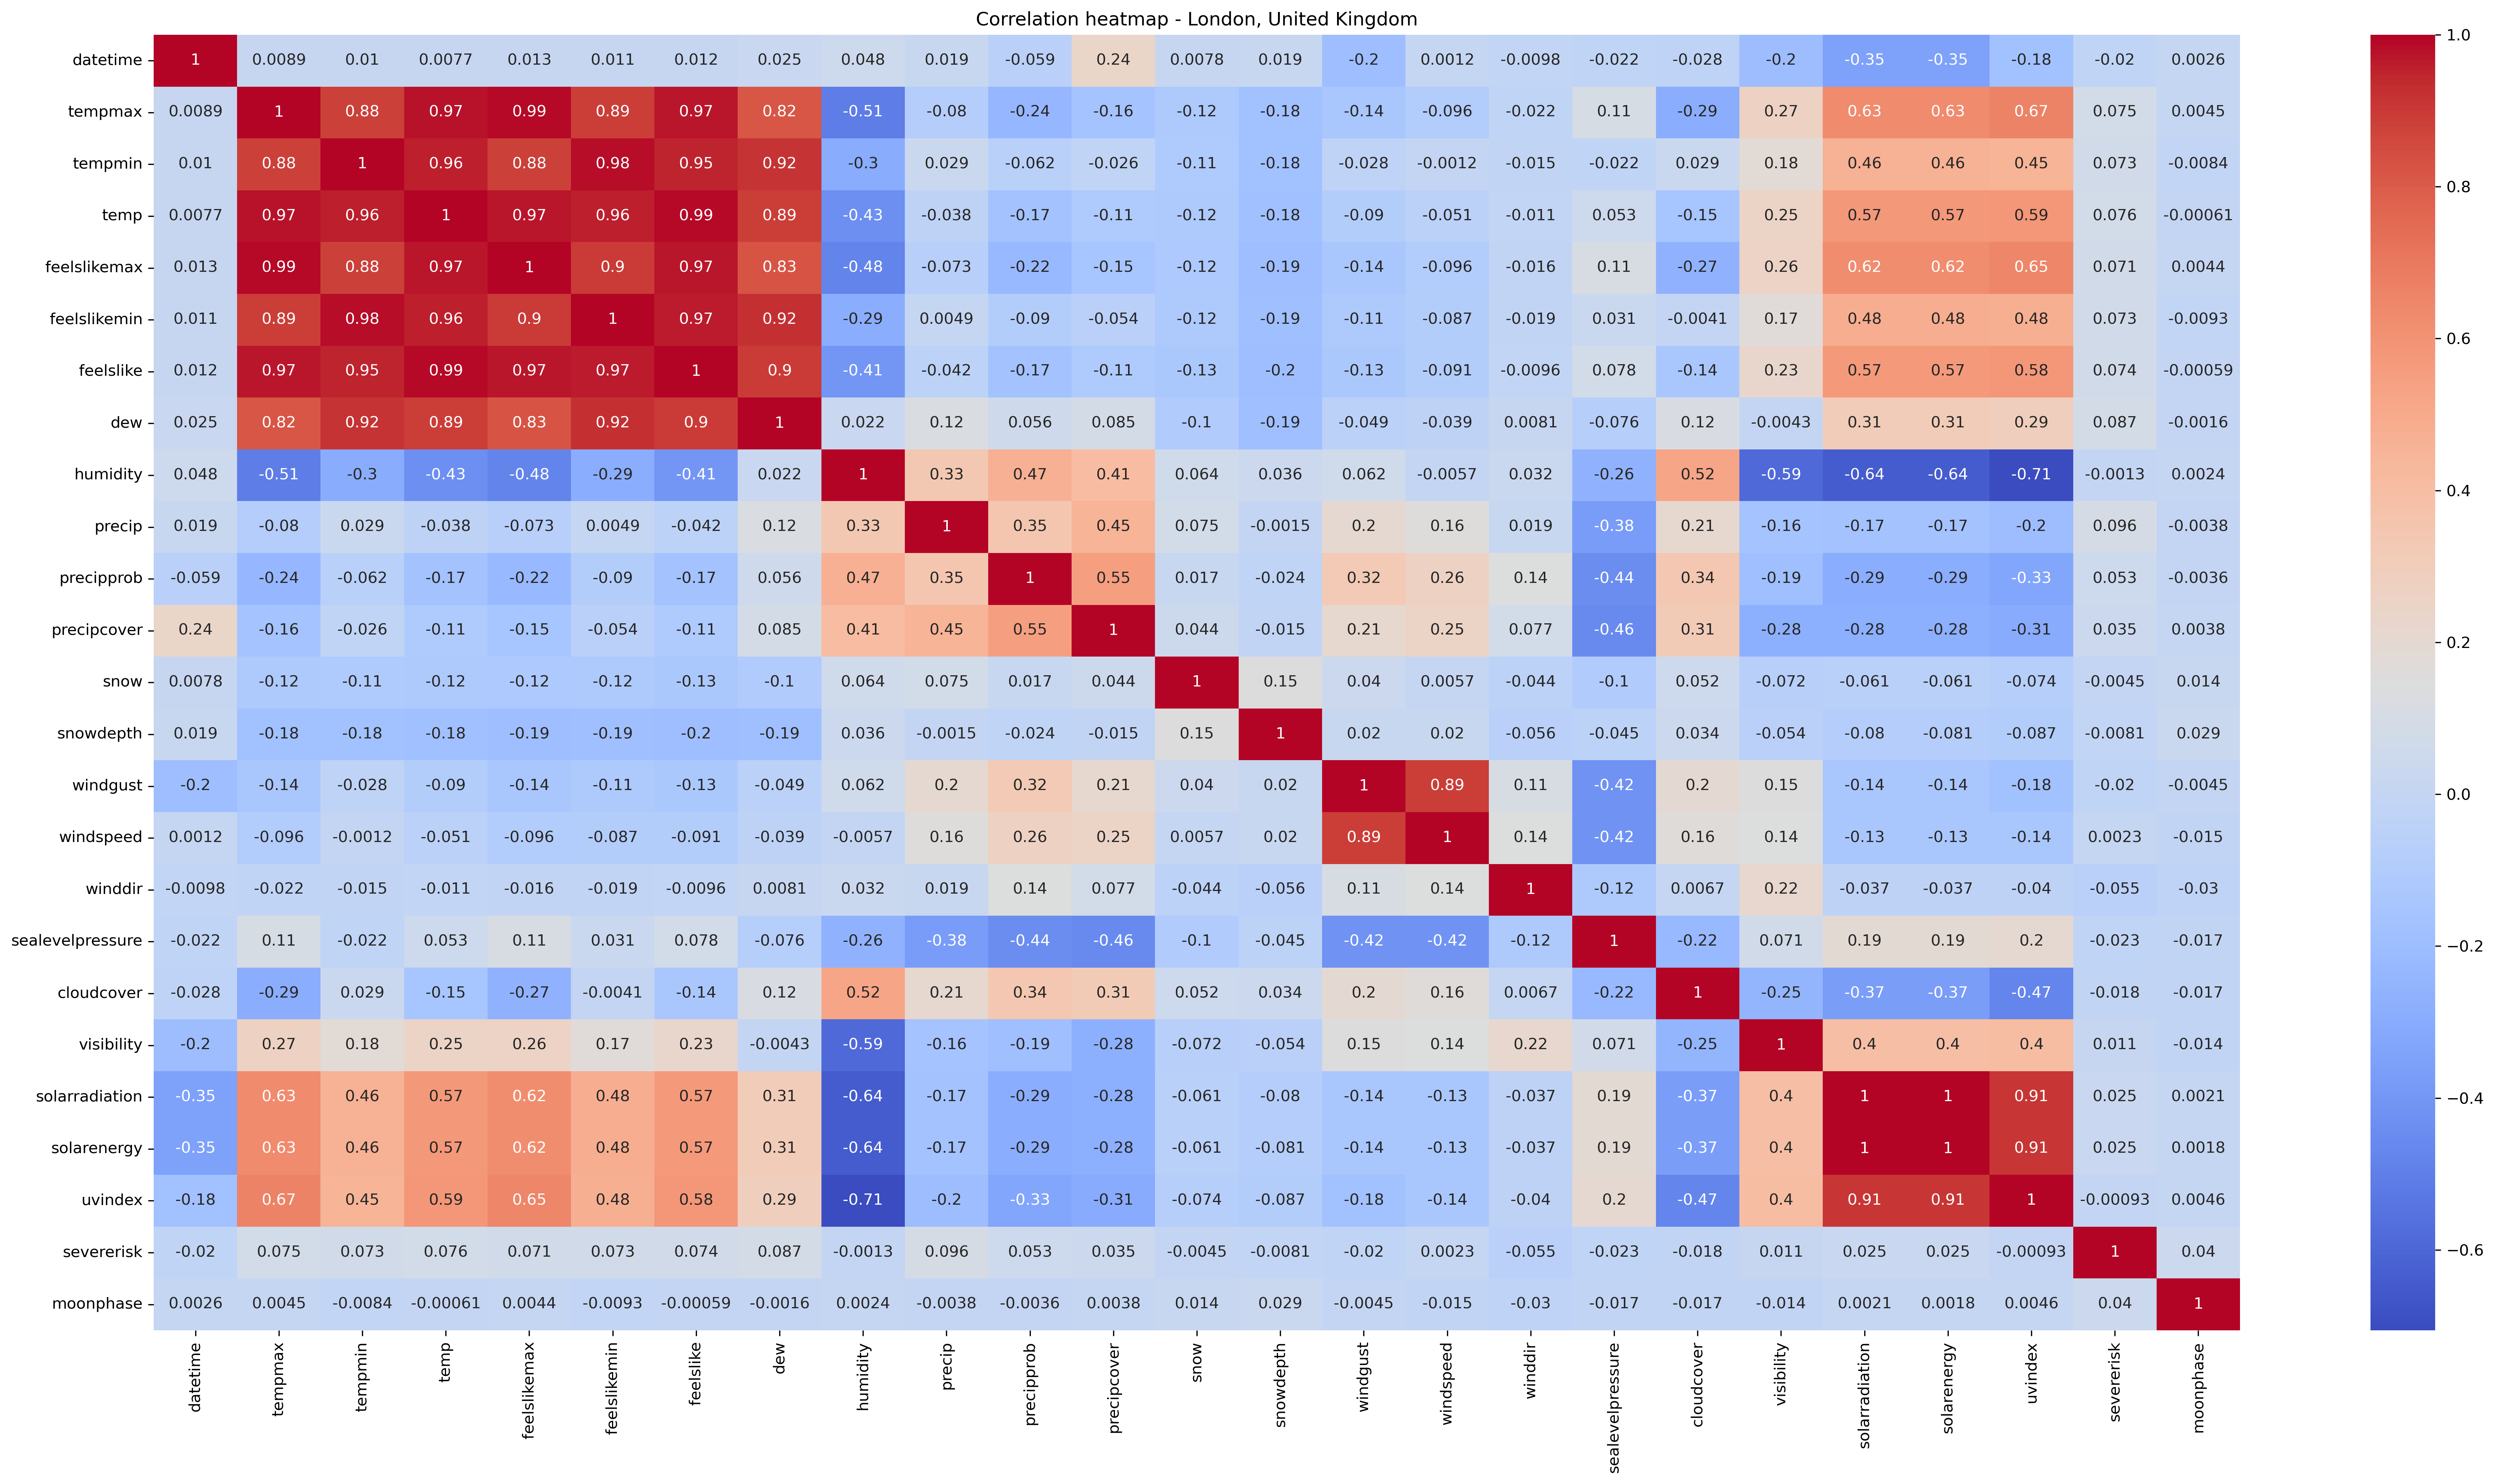 Correlation heatmap - London, United Kingdom
datetime 1 0.0089 0.01 0.0077 0.013 0.011 0.012 0.025 0.048 0.019 -0.059 0.24 0.0078 0.019 -0.2 0.0012 -0.0098 -0.022 -0.028 -0.2 -0.35 -0.35 -0.18 -0.02 0.0026
tempmax 0.0089 1 0.88 0.97 0.99 0.89 0.97 0.82 -0.51 -0.08 -0.24 -0.16 -0.12 -0.18 -0.14 -0.096 -0.022 0.11 -0.29 0.27 0.63 0.63 0.67 0.075 0.0045
tempmin 0.01 0.88 1 0.96 0.88 0.98 0.95 0.92 -0.3 0.029 -0.062 -0.026 -0.11 -0.18 -0.028 -0.0012 -0.015 -0.022 0.029 0.18 0.46 0.46 0.45 0.073 -0.0084
temp 0.0077 0.97 0.96 1 0.97 0.96 0.99 0.89 -0.43 -0.038 -0.17 -0.11 -0.12 -0.18 -0.09 -0.051 -0.011 0.053 -0.15 0.25 0.57 0.57 0.59 0.076 -0.00061
feelslikemax 0.013 0.99 0.88 0.97 1 0.9 0.97 0.83 -0.48 -0.073 -0.22 -0.15 -0.12 -0.19 -0.14 -0.096 -0.016 0.11 -0.27 0.26 0.62 0.62 0.65 0.071 0.0044
feelslikemin 0.011 0.89 0.98 0.96 0.9 1 0.97 0.92 -0.29 0.0049 -0.09 -0.054 -0.12 -0.19 -0.11 -0.087 -0.019 0.031 -0.0041 0.17 0.48 0.48 0.48 0.073 -0.0093
feelslike 0.012 0.97 0.95 0.99 0.97 0.97 1 0.9 -0.41 -0.042 -0.17 -0.11 -0.13 -0.2 -0.13 -0.091 -0.0096 0.078 -0.14 0.23 0.57 0.57 0.58 0.074 -0.00059
dew 0.025 0.82 0.92 0.89 0.83 0.92 0.9 1 0.022 0.12 0.056 0.085 -0.1 -0.19 -0.049 -0.039 0.0081 -0.076 0.12 -0.0043 0.31 0.31 0.29 0.087 -0.0016
humidity 0.048 -0.51 -0.3 -0.43 -0.48 -0.29 -0.41 0.022 1 0.33 0.47 0.41 0.064 0.036 0.062 -0.0057 0.032 -0.26 0.52 -0.59 -0.64 -0.64 -0.71 -0.0013 0.0024
precip 0.019 -0.08 0.029 -0.038 -0.073 0.0049 -0.042 0.12 0.33 1 0.35 0.45 0.075 -0.0015 0.2 0.16 0.019 -0.38 0.21 -0.16 -0.17 -0.17 -0.2 0.096 -0.0038
precipprob -0.059 -0.24 -0.062 -0.17 -0.22 -0.09 -0.17 0.056 0.47 0.35 1 0.55 0.017 -0.024 0.32 0.26 0.14 -0.44 0.34 -0.19 -0.29 -0.29 -0.33 0.053 -0.0036
precipcover 0.24 -0.16 -0.026 -0.11 -0.15 -0.054 -0.11 0.085 0.41 0.45 0.55 1 0.044 -0.015 0.21 0.25 0.077 -0.46 0.31 -0.28 -0.28 -0.28 -0.31 0.035 0.0038
snow 0.0078 -0.12 -0.11 -0.12 -0.12 -0.12 -0.13 -0.1 0.064 0.075 0.017 0.044 1 0.15 0.04 0.0057 -0.044 -0.1 0.052 -0.072 -0.061 -0.061 -0.074 -0.0045 0.014
snowdepth 0.019 -0.18 -0.18 -0.18 -0.19 -0.19 -0.2 -0.19 0.036 -0.0015 -0.024 -0.015 0.15 1 0.02 0.02 -0.056 -0.045 0.034 -0.054 -0.08 -0.081 -0.087 -0.0081 0.029
windgust -0.2 -0.14 -0.028 -0.09 -0.14 -0.11 -0.13 -0.049 0.062 0.2 0.32 0.21 0.04 0.02 1 0.89 0.11 -0.42 0.2 0.15 -0.14 -0.14 -0.18 -0.02 -0.0045
windspeed 0.0012 -0.096 -0.0012 -0.051 -0.096 -0.087 -0.091 -0.039 -0.0057 0.16 0.26 0.25 0.0057 0.02 0.89 1 0.14 -0.42 0.16 0.14 -0.13 -0.13 -0.14 0.0023 -0.015
winddir -0.0098 -0.022 -0.015 -0.011 -0.016 -0.019 -0.0096 0.0081 0.032 0.019 0.14 0.077 -0.044 -0.056 0.11 0.14 1 -0.12 0.0067 0.22 -0.037 -0.037 -0.04 -0.055 -0.03
sealevelpressure -0.022 0.11 -0.022 0.053 0.11 0.031 0.078 -0.076 -0.26 -0.38 -0.44 -0.46 -0.1 -0.045 -0.42 -0.42 -0.12 1 -0.22 0.071 0.19 0.19 0.2 -0.023 -0.017
cloudcover -0.028 -0.29 0.029 -0.15 -0.27 -0.0041 -0.14 0.12 0.52 0.21 0.34 0.31 0.052 0.034 0.2 0.16 0.0067 -0.22 1 -0.25 -0.37 -0.37 -0.47 -0.018 -0.017
visibility -0.2 0.27 0.18 0.25 0.26 0.17 0.23 -0.0043 -0.59 -0.16 -0.19 -0.28 -0.072 -0.054 0.15 0.14 0.22 0.071 -0.25 1 0.4 0.4 0.4 0.011 -0.014
solarradiation -0.35 0.63 0.46 0.57 0.62 0.48 0.57 0.31 -0.64 -0.17 -0.29 -0.28 -0.061 -0.08 -0.14 -0.13 -0.037 0.19 -0.37 0.4 1 1 0.91 0.025 0.0021
solarenergy -0.35 0.63 0.46 0.57 0.62 0.48 0.57 0.31 -0.64 -0.17 -0.29 -0.28 -0.061 -0.081 -0.14 -0.13 -0.037 0.19 -0.37 0.4 1 1 0.91 0.025 0.0018
uvindex -0.18 0.67 0.45 0.59 0.65 0.48 0.58 0.29 -0.71 -0.2 -0.33 -0.31 -0.074 -0.087 -0.18 -0.14 -0.04 0.2 -0.47 0.4 0.91 0.91 1 -0.00093 0.0046
severerisk -0.02 0.075 0.073 0.076 0.071 0.073 0.074 0.087 -0.0013 0.096 0.053 0.035 -0.0045 -0.0081 -0.02 0.0023 -0.055 -0.023 -0.018 0.011 0.025 0.025 -0.00093 1 0.04
moonphase 0.0026 0.0045 -0.0084 -0.00061 0.0044 -0.0093 -0.00059 -0.0016 0.0024 -0.0038 -0.0036 0.0038 0.014 0.029 -0.0045 -0.015 -0.03 -0.017 -0.017 -0.014 0.0021 0.0018 0.0046 0.04 1
datetime
tempmax
tempmin
temp
feelslikemax
feelslikemin
feelslike
dew
humidity
precip
precipprob
precipcover
snow
snowdepth
windgust
windspeed
winddir
sealevelpressure
cloudcover
visibility
solarradiation
solarenergy
uvindex
severerisk
moonphase
1.0
0.8
0.6
0.4
0.2
0.0
−0.2
−0.4
−0.6